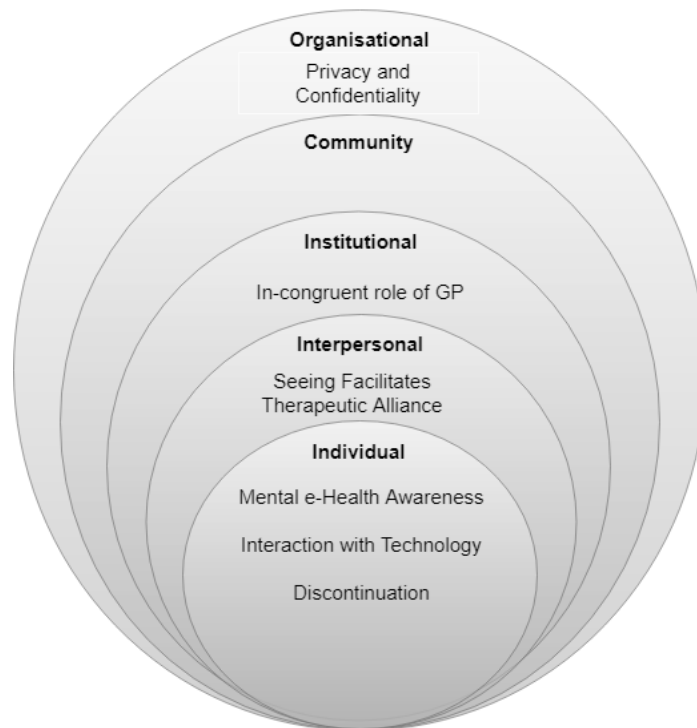 Organisational
Privacy and
Confidentiality
Community
Institutional
In-congruent role of GP
Interpersonal
Seeing Facilitates
Therapeutic Alliance
Individual
Mental e-Health Awareness
Interaction with Technology
Discontinuation